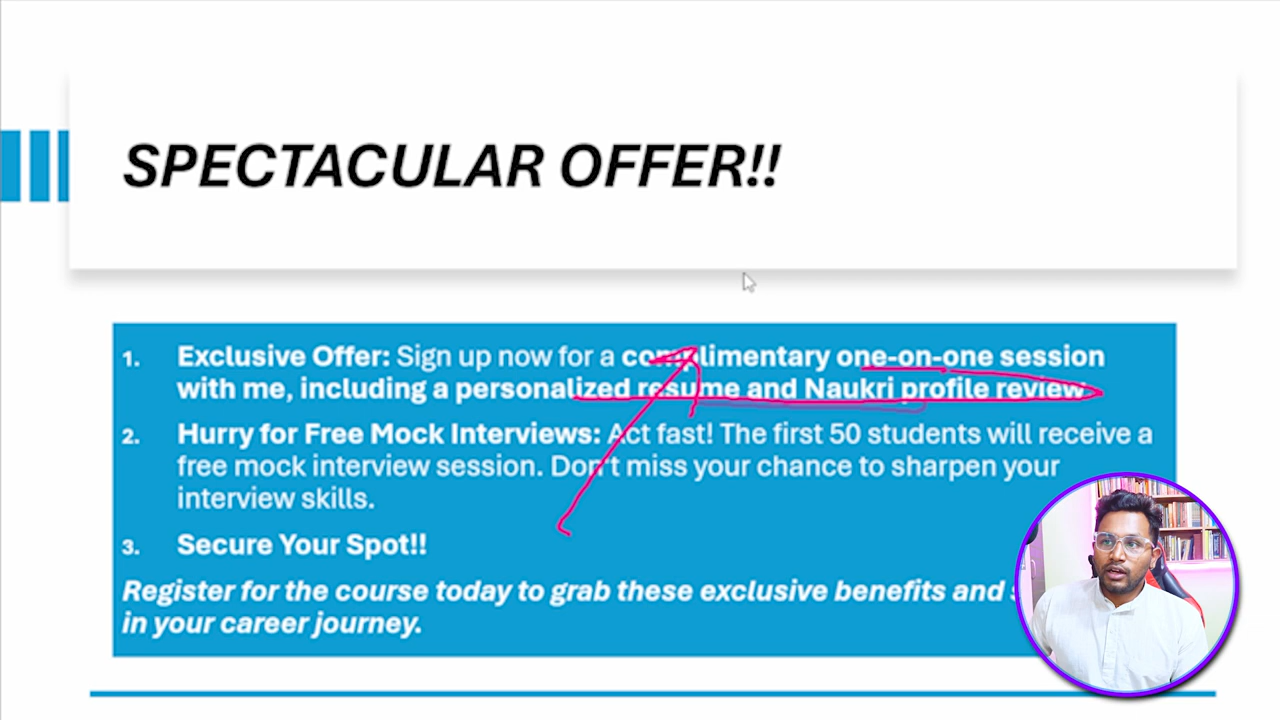 SPECTACULAR OFFER!!
1. Exclusive Offer: Sign up now for a complimentary one-on-one session
with me, including a personalized resume and Naukri profile review
2. Hurry for Free Mock Interviews: Act fast! The first 50 students will receive a
free mock interview session. Don't miss your chance to sharpen your
interview skills.
3. Secure Your Spot!!
Register for the course today to grab these exclusive benefits and
in your career journey.